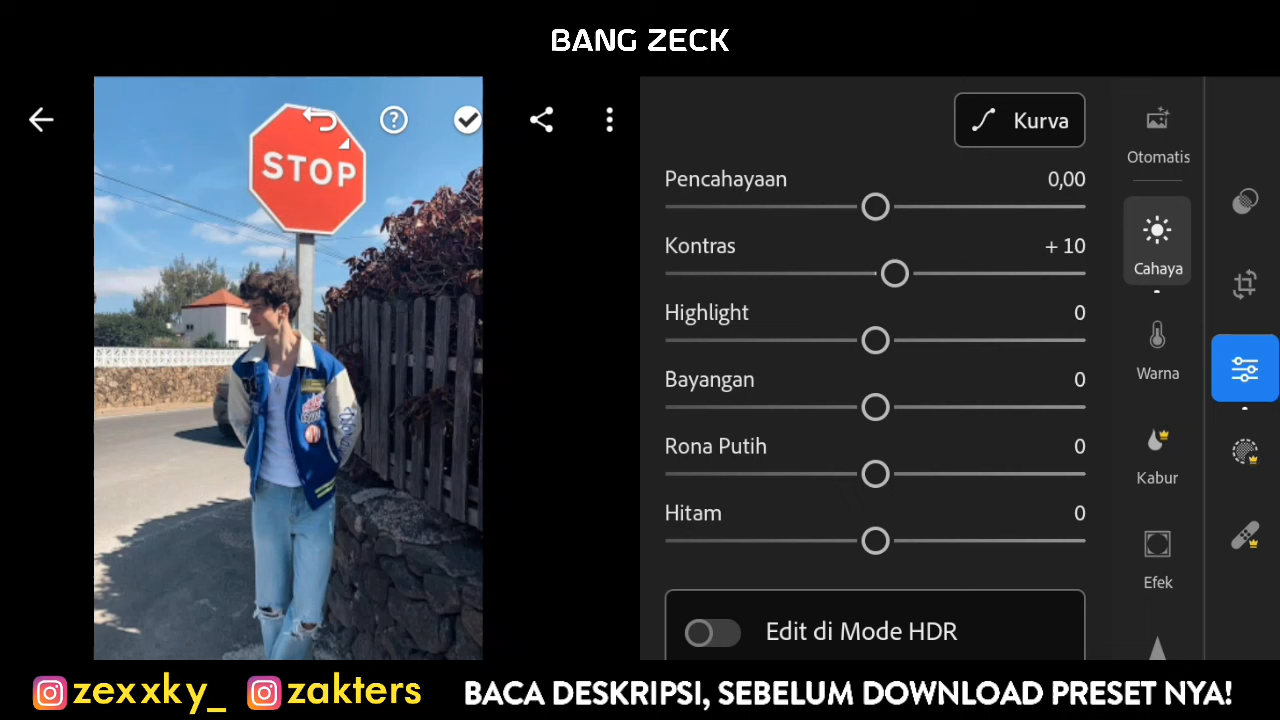 BANG ZECK
STOP
Kurva
Otomatis
Pencahayaan 0,00
Kontras + 10
Cahaya
Highlight 0
Bayangan 0
Warna
Rona Putih 0
Kabur
Hitam 0
Efek
Edit di Mode HDR
zexxky_ zakters BACA DESKRIPSI, SEBELUM DOWNLOAD PRESET NYA!